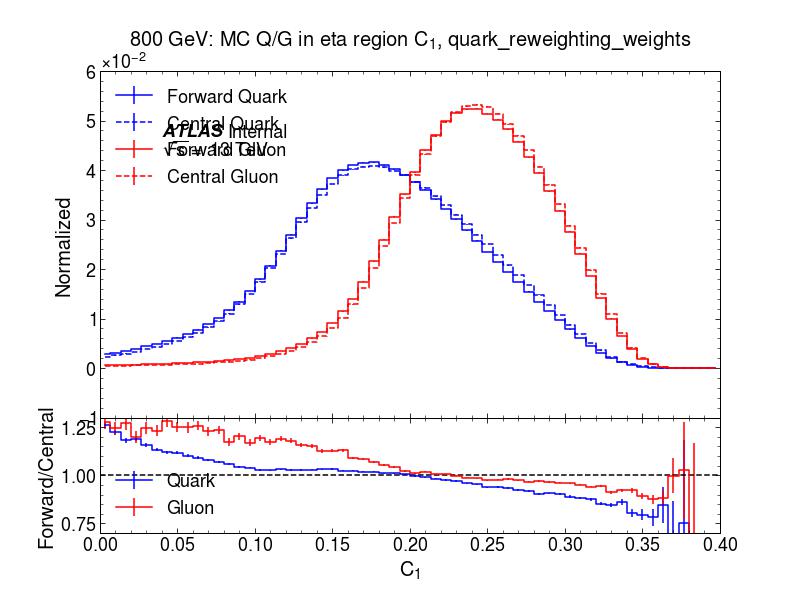 800 GeV: MC Q/G in eta region C₁, quark_reweighting_weights
×10⁻²
6
5
4
3
2
1
0
−1
Normalized
Forward Quark
Central Quark
ATLAS Internal
√s = 13 TeV
Forward Gluon
Central Gluon
1.25
1.00
0.75
Forward/Central
Quark
Gluon
0.00 0.05 0.10 0.15 0.20 0.25 0.30 0.35 0.40
C₁